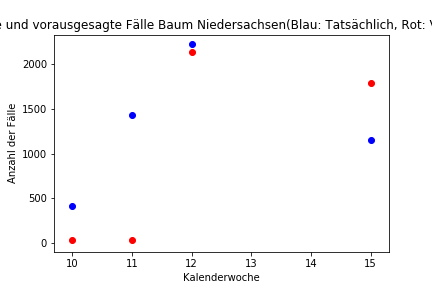 e und vorausgesagte Fälle Baum Niedersachsen(Blau: Tatsächlich, Rot: V
2000
1500
1000
500
0
Anzahl der Fälle
10 11 12 13 14 15
Kalenderwoche